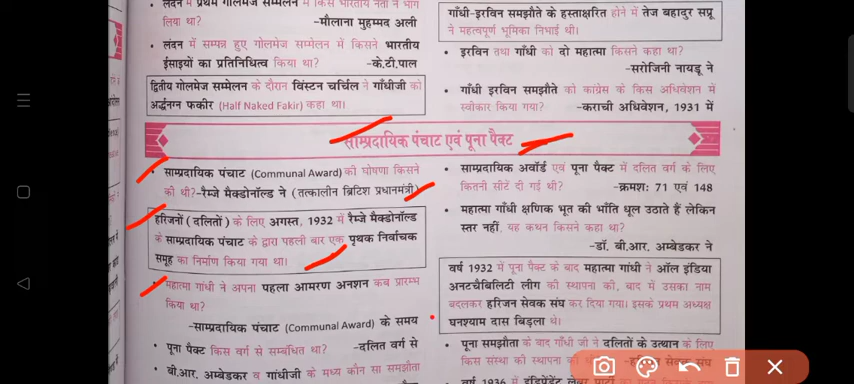 लंदन में प्रथम गोलमेज सम्मेलन में किस भारतीय नेता ने भाग
लिया था? -मौलाना मुहम्मद अली
• लंदन में सम्पन्न हुए गोलमेज सम्मेलन में किसने भारतीय
ईसाइयों का प्रतिनिधित्व किया था? -के.टी.पाल
द्वितीय गोलमेज सम्मेलन के दौरान विंस्टन चर्चिल ने गाँधीजी को
अर्द्धनग्न फकीर (Half Naked Fakir) कहा था।
गाँधी-इरविन समझौते के हस्ताक्षरित होने में तेज बहादुर सप्रू
ने महत्वपूर्ण भूमिका निभाई थी।
• इरविन तथा गाँधी को दो महात्मा किसने कहा था?
-सरोजिनी नायडू ने
• गाँधी इरविन समझौते को कांग्रेस के किस अधिवेशन में
स्वीकार किया गया? -कराची अधिवेशन, 1931 में
साम्प्रदायिक पंचाट एवं पूना पैक्ट
• साम्प्रदायिक पंचाट (Communal Award) की घोषणा किसने
की थी? -रैम्जे मैक्डोनॉल्ड ने (तत्कालीन ब्रिटिश प्रधानमंत्री)
हरिजनों (दलितों) के लिए अगस्त, 1932 में रैम्जे मैक्डोनॉल्ड
के साम्प्रदायिक पंचाट के द्वारा पहली बार एक पृथक निर्वाचक
समूह का निर्माण किया गया था।
• महात्मा गांधी ने अपना पहला आमरण अनशन कब प्रारम्भ
किया था?
-साम्प्रदायिक पंचाट (Communal Award) के समय
• पूना पैक्ट किस वर्ग से सम्बंधित था? -दलित वर्ग से
• बी.आर. अम्बेडकर व गांधीजी के मध्य कौन सा समझौता
• साम्प्रदायिक अवॉर्ड एवं पूना पैक्ट में दलित वर्ग के लिए
कितनी सीटें दी गई थी? -क्रमशः 71 एवं 148
• महात्मा गाँधी क्षणिक भूत की भाँति धूल उठाते हैं लेकिन
स्तर नहीं, यह कथन किसने कहा था?
-डॉ. बी.आर. अम्बेडकर ने
वर्ष 1932 में पूना पैक्ट के बाद महात्मा गांधी ने ऑल इंडिया
अनटचैबिलिटी लीग की स्थापना की, बाद में उसका नाम
बदलकर हरिजन सेवक संघ कर दिया गया। इसके प्रथम अध्यक्ष
घनश्याम दास बिड़ला थे।
• पूना समझौता के बाद गाँधी जी ने दलितों के उत्थान के लिए
किस संस्था की स्थापना की
वर्ष 1936 में इंडिपेंडेंट लेबर पार्टी